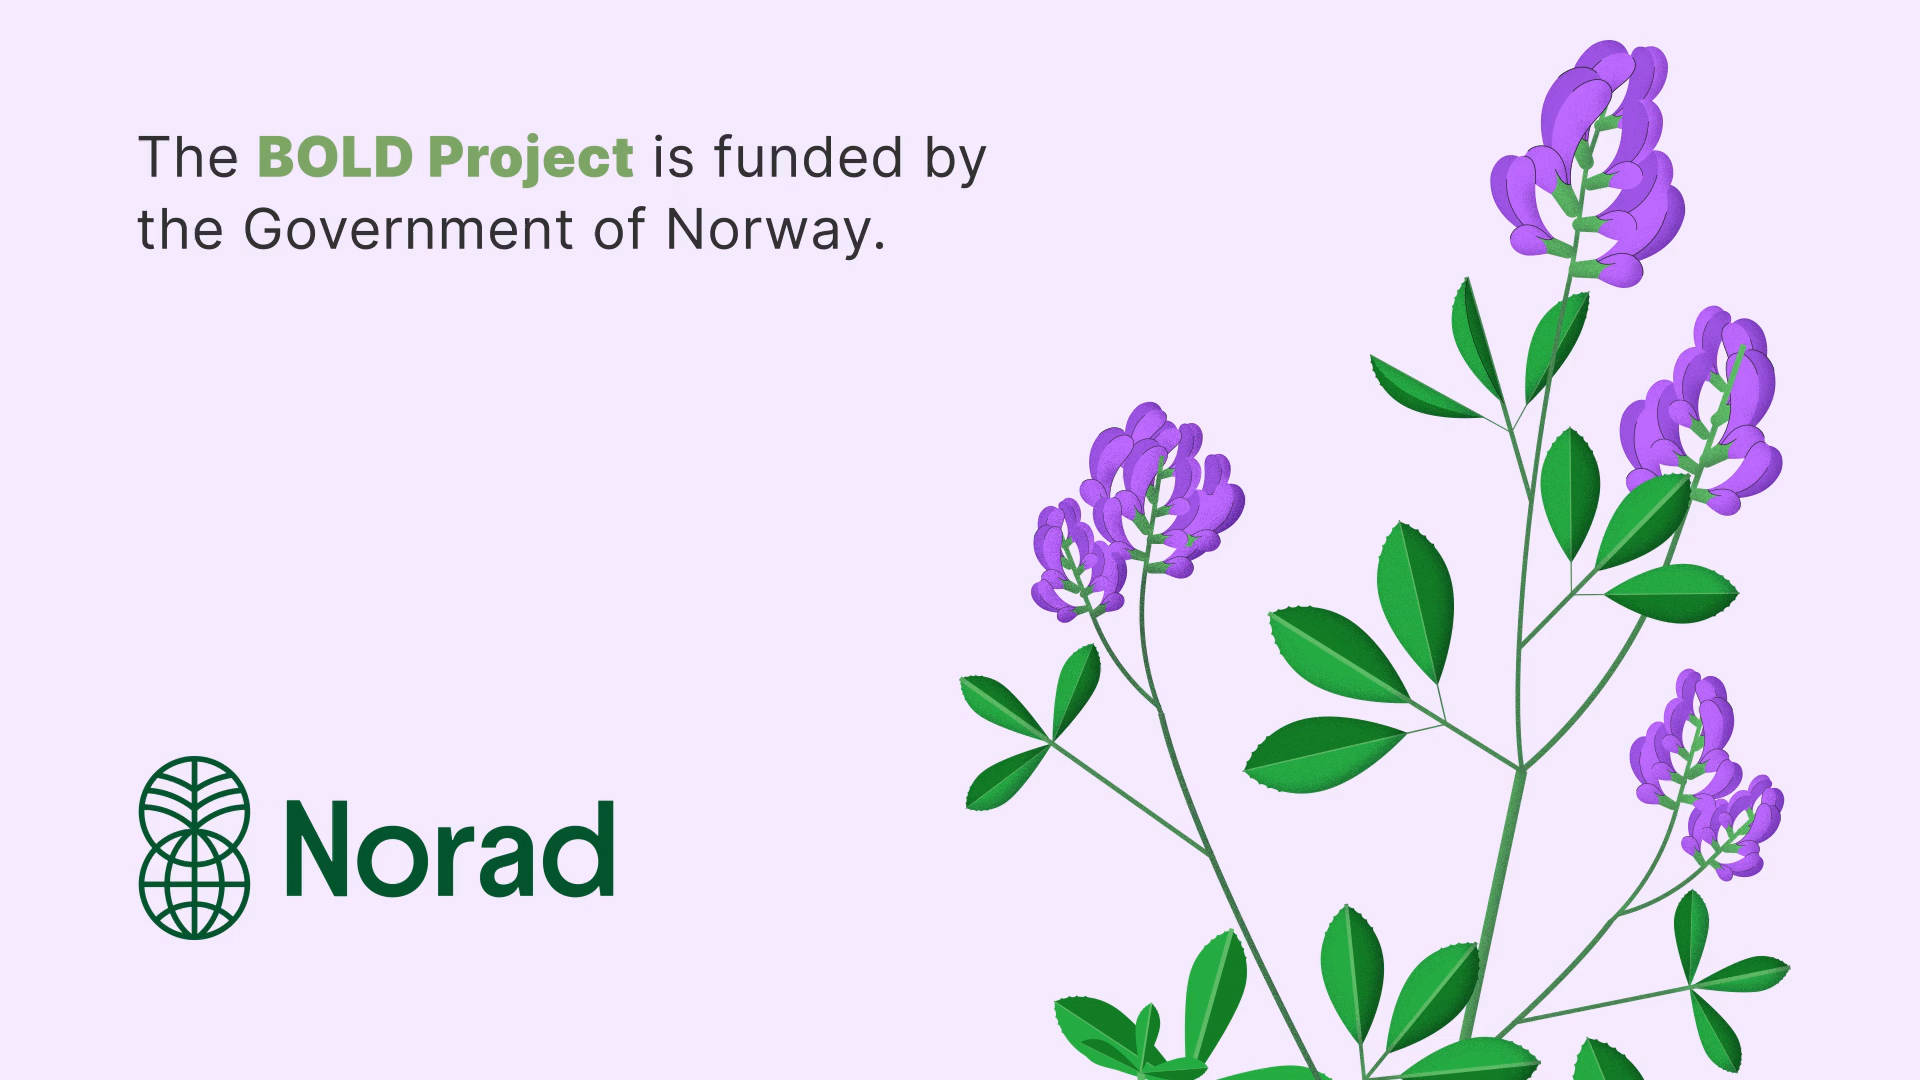 The BOLD Project is funded by
the Government of Norway.
Norad